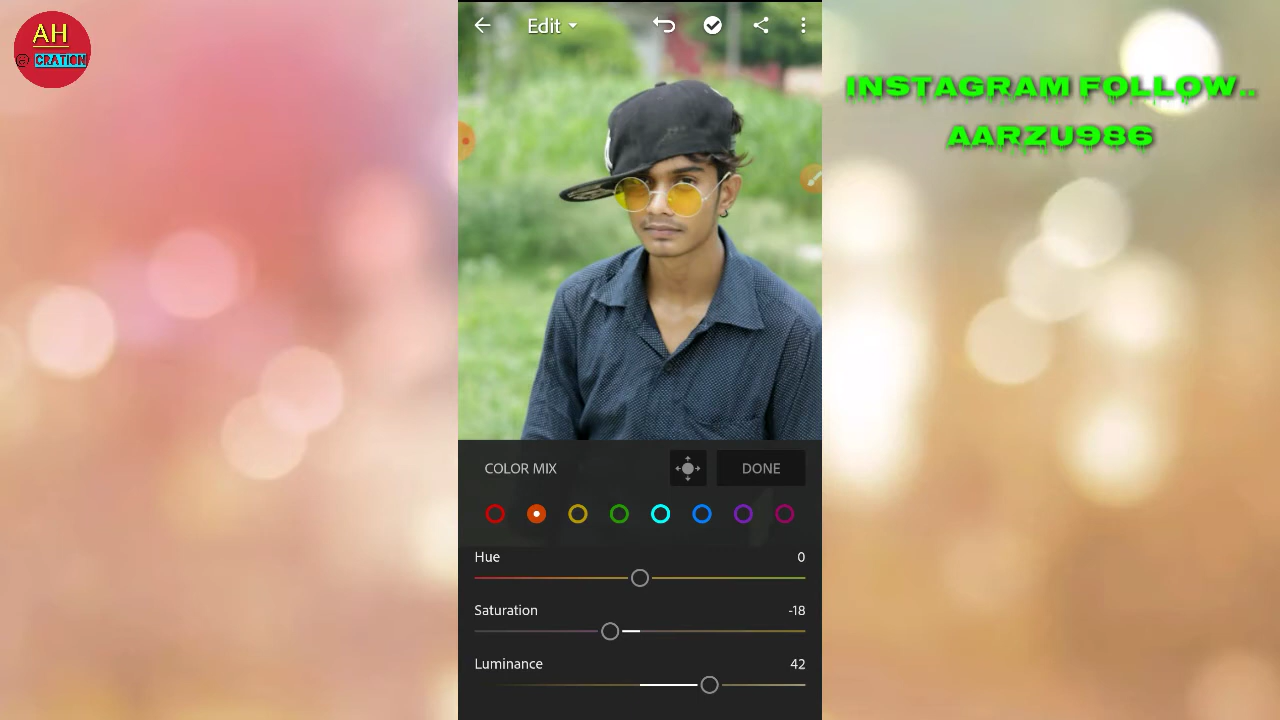 AH
@ CRATION
Edit
INSTAGRAM FOLLOW..
AARZU986
COLOR MIX
DONE
Hue 0
Saturation -18
Luminance 42